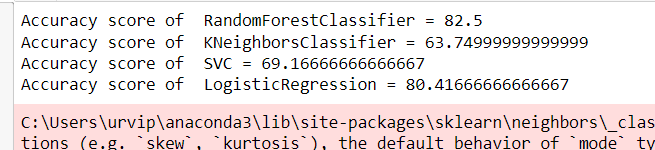 Accuracy score of  RandomForestClassifier = 82.5
Accuracy score of  KNeighborsClassifier = 63.74999999999999
Accuracy score of  SVC = 69.16666666666667
Accuracy score of  LogisticRegression = 80.41666666666667
C:\Users\urvip\anaconda3\lib\site-packages\sklearn\neighbors\_clas
tions (e.g. `skew`, `kurtosis`), the default behavior of `mode` ty